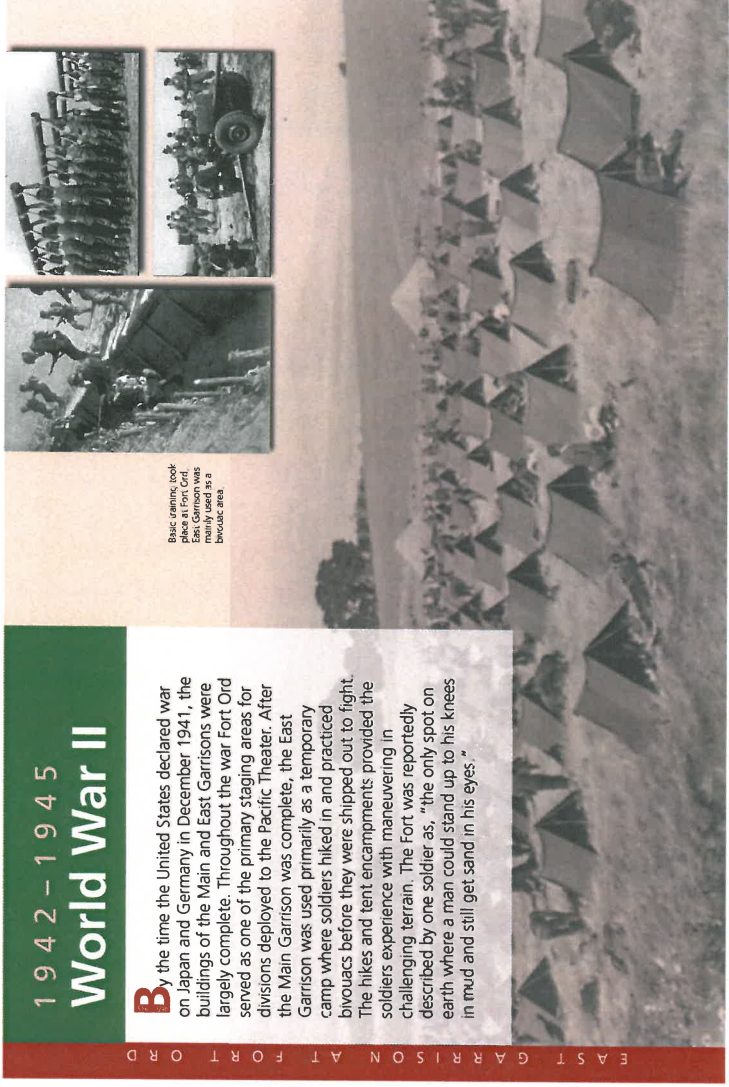 1942–1945
World War II
By the time the United States declared war
on Japan and Germany in December 1941, the
buildings of the Main and East Garrisons were
largely complete. Throughout the war Fort Ord
served as one of the primary staging areas for
divisions deployed to the Pacific Theater. After
the Main Garrison was complete, the East
Garrison was used primarily as a temporary
camp where soldiers hiked in and practiced
bivouacs before they were shipped out to fight.
The hikes and tent encampments provided the
soldiers experience with maneuvering in
challenging terrain. The Fort was reportedly
described by one soldier as, "the only spot on
earth where a man could stand up to his knees
in mud and still get sand in his eyes."
Basic training took
place at Fort Ord.
East Garrison was
mainly used as a
bivouac area.
EAST GARRISON AT FORT ORD